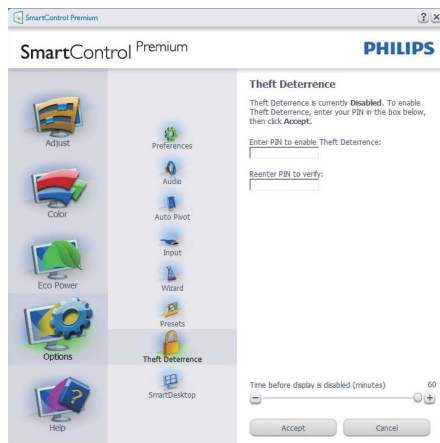 SmartControl Premium
? X
SmartControl Premium
PHILIPS
Adjust
Color
Eco Power
Options
Help
Preferences
Audio
Auto Pivot
Input
Wizard
Presets
Theft Deterrence
SmartDesktop
Theft Deterrence
Theft Deterrence is currently Disabled. To enable
Theft Deterrence, enter your PIN in the box below,
then click Accept.
Enter PIN to enable Theft Deterrence:
Reenter PIN to verify:
Time before display is disabled (minutes) 60
Accept Cancel